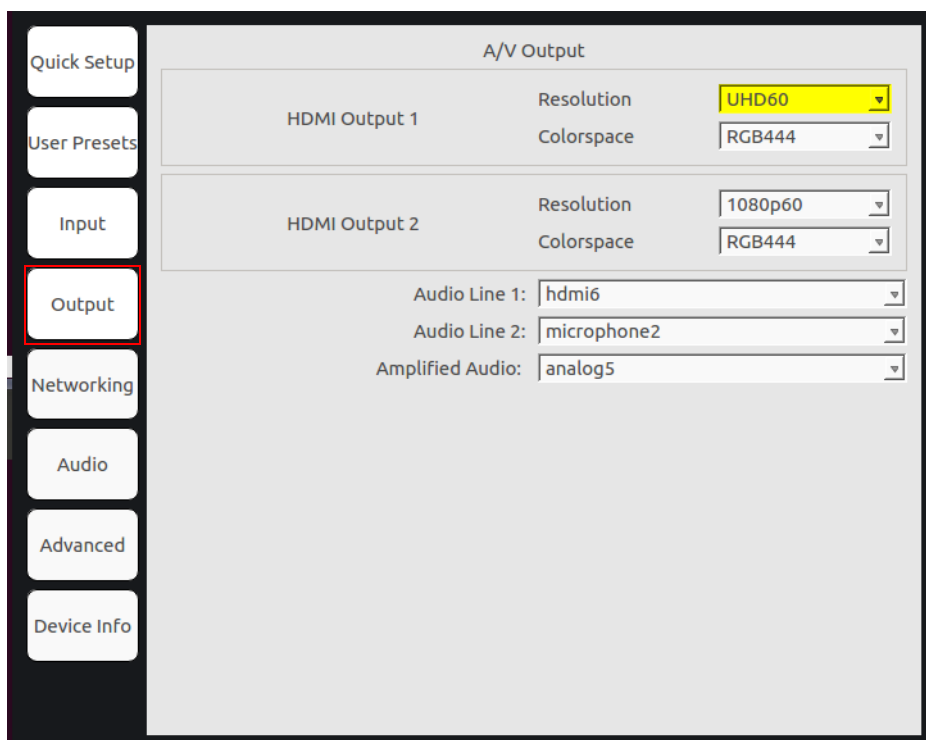 Quick Setup
User Presets
Input
Output
Networking
Audio
Advanced
Device Info
A/V Output
HDMI Output 1
Resolution UHD60
Colorspace RGB444
HDMI Output 2
Resolution 1080p60
Colorspace RGB444
Audio Line 1: hdmi6
Audio Line 2: microphone2
Amplified Audio: analog5